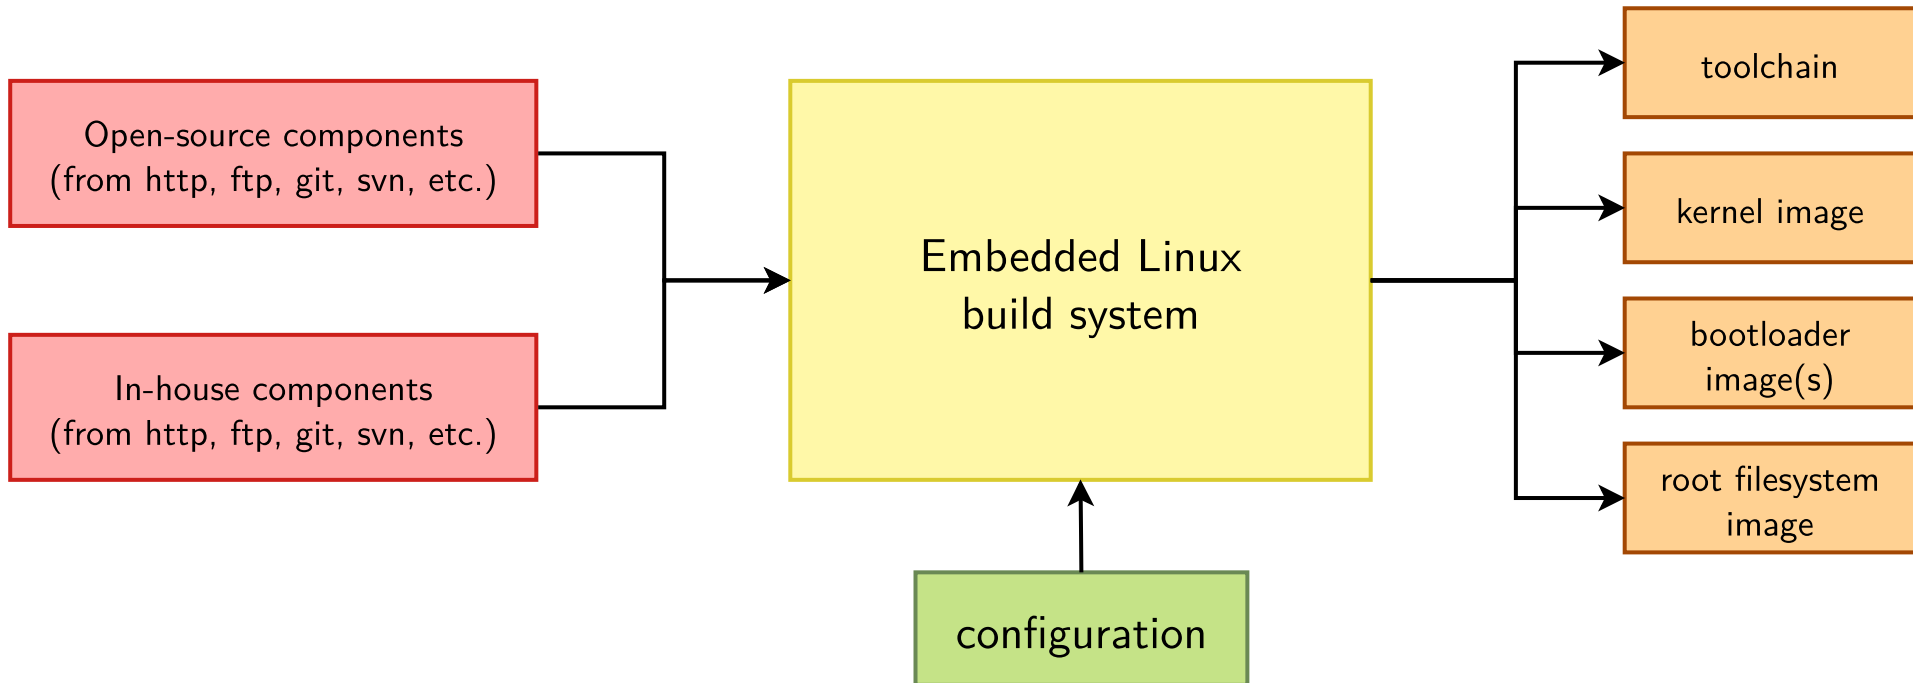 Open-source components
(from http, ftp, git, svn, etc.)
In-house components
(from http, ftp, git, svn, etc.)
Embedded Linux
build system
configuration
toolchain
kernel image
bootloader
image(s)
root filesystem
image